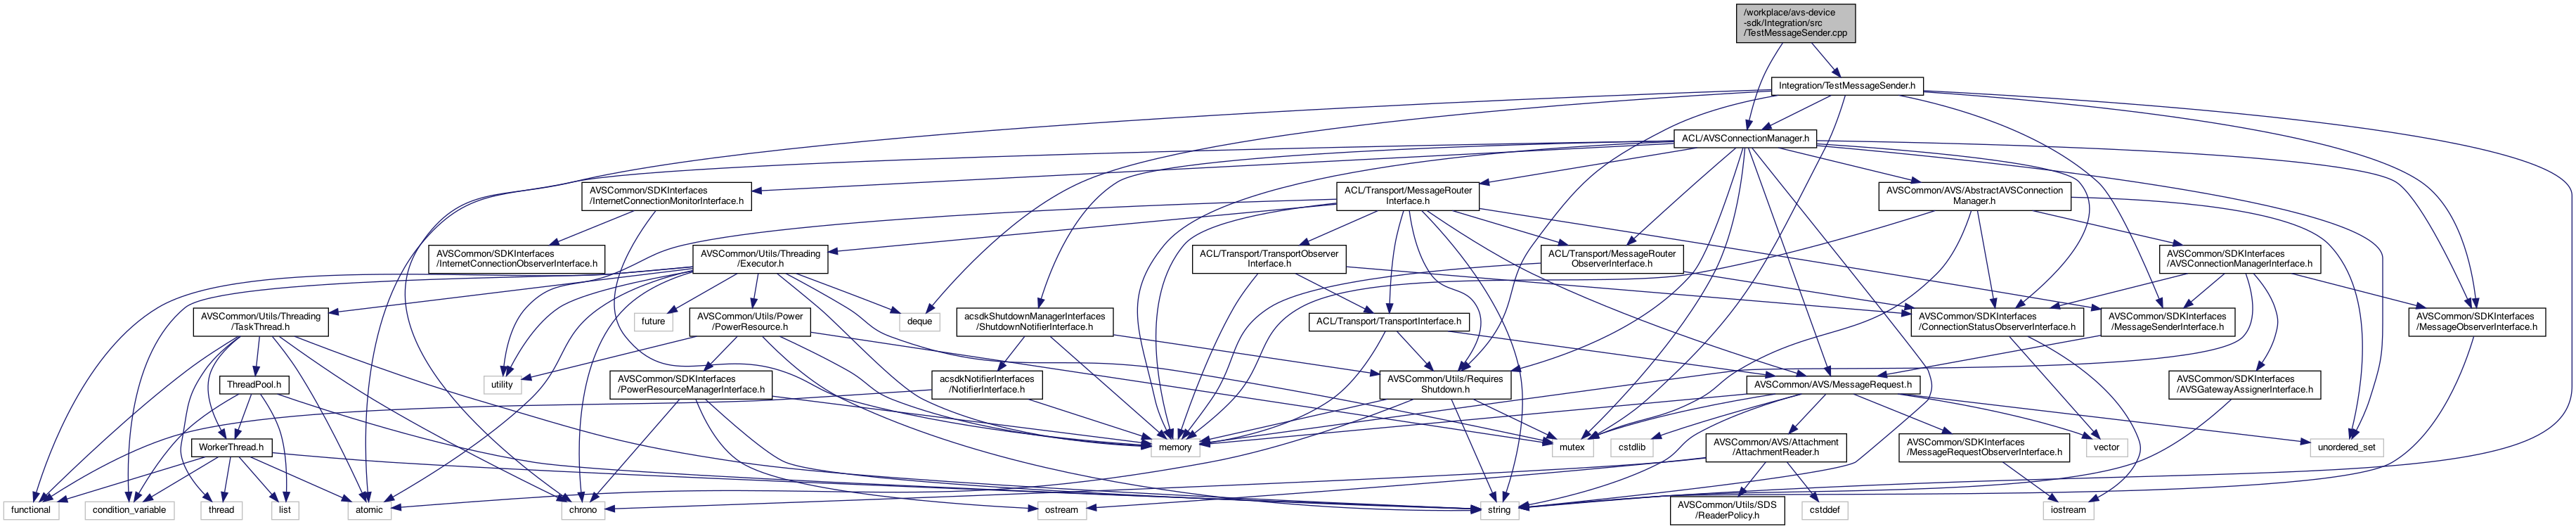 /workplace/avs-device
-sdk/Integration/src
/TestMessageSender.cpp
Integration/TestMessageSender.h
ACL/AVSConnectionManager.h
AVSCommon/SDKInterfaces
/InternetConnectionMonitorInterface.h
ACL/Transport/MessageRouter
Interface.h
AVSCommon/AVS/AbstractAVSConnection
Manager.h
AVSCommon/SDKInterfaces
/InternetConnectionObserverInterface.h
AVSCommon/Utils/Threading
/Executor.h
ACL/Transport/TransportObserver
Interface.h
ACL/Transport/MessageRouter
ObserverInterface.h
AVSCommon/SDKInterfaces
/AVSConnectionManagerInterface.h
AVSCommon/Utils/Threading
/TaskThread.h
future
AVSCommon/Utils/Power
/PowerResource.h
deque
acsdkShutdownManagerInterfaces
/ShutdownNotifierInterface.h
ACL/Transport/TransportInterface.h
AVSCommon/SDKInterfaces
/ConnectionStatusObserverInterface.h
AVSCommon/SDKInterfaces
/MessageSenderInterface.h
AVSCommon/SDKInterfaces
/MessageObserverInterface.h
ThreadPool.h
utility
AVSCommon/SDKInterfaces
/PowerResourceManagerInterface.h
acsdkNotifierInterfaces
/NotifierInterface.h
AVSCommon/Utils/Requires
Shutdown.h
AVSCommon/AVS/MessageRequest.h
AVSCommon/SDKInterfaces
/AVSGatewayAssignerInterface.h
WorkerThread.h
memory
mutex
cstdlib
AVSCommon/AVS/Attachment
/AttachmentReader.h
AVSCommon/SDKInterfaces
/MessageRequestObserverInterface.h
vector
unordered_set
functional
condition_variable
thread
list
atomic
chrono
ostream
string
AVSCommon/Utils/SDS
/ReaderPolicy.h
cstddef
iostream